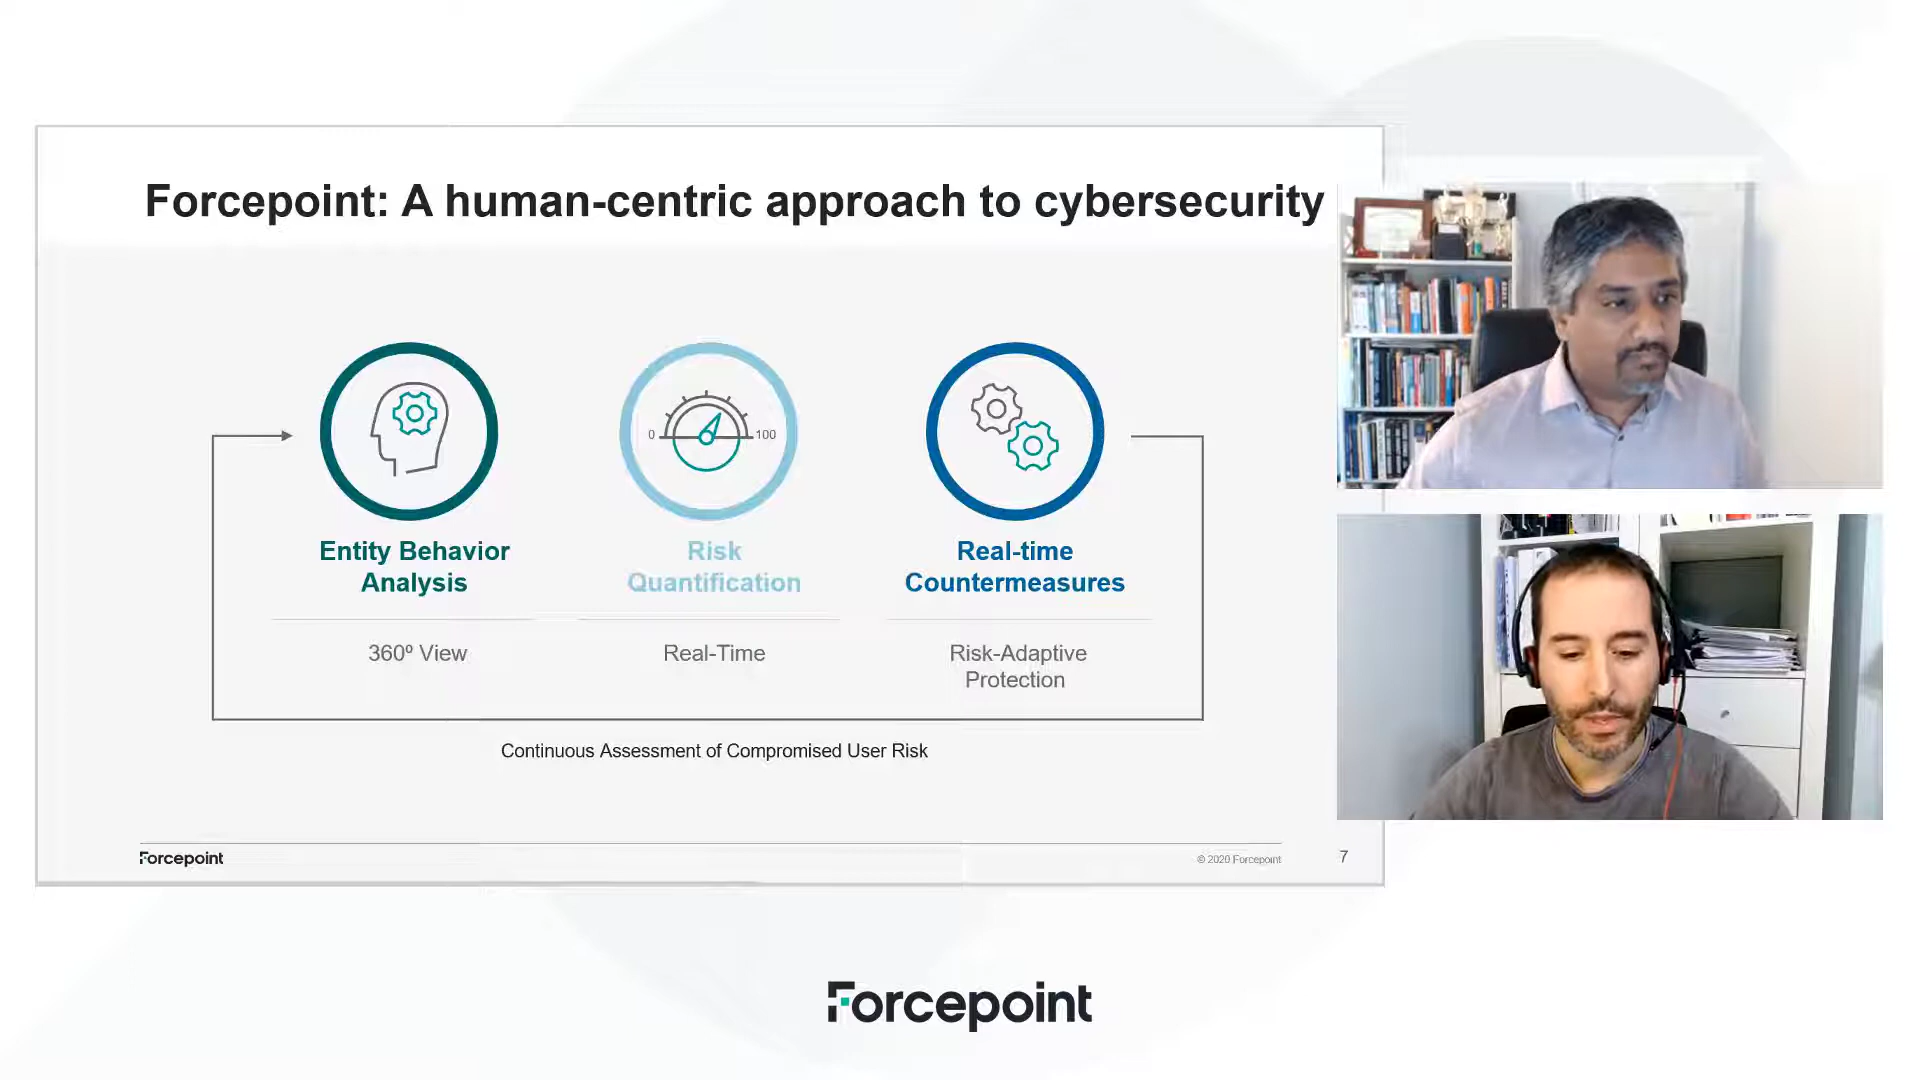 Forcepoint: A human-centric approach to cybersecurity
0
100
Entity Behavior
Analysis
Risk
Quantification
Real-time
Countermeasures
360º View
Real-Time
Risk-Adaptive
Protection
Continuous Assessment of Compromised User Risk
Forcepoint
© 2020 Forcepoint
7
Forcepoint